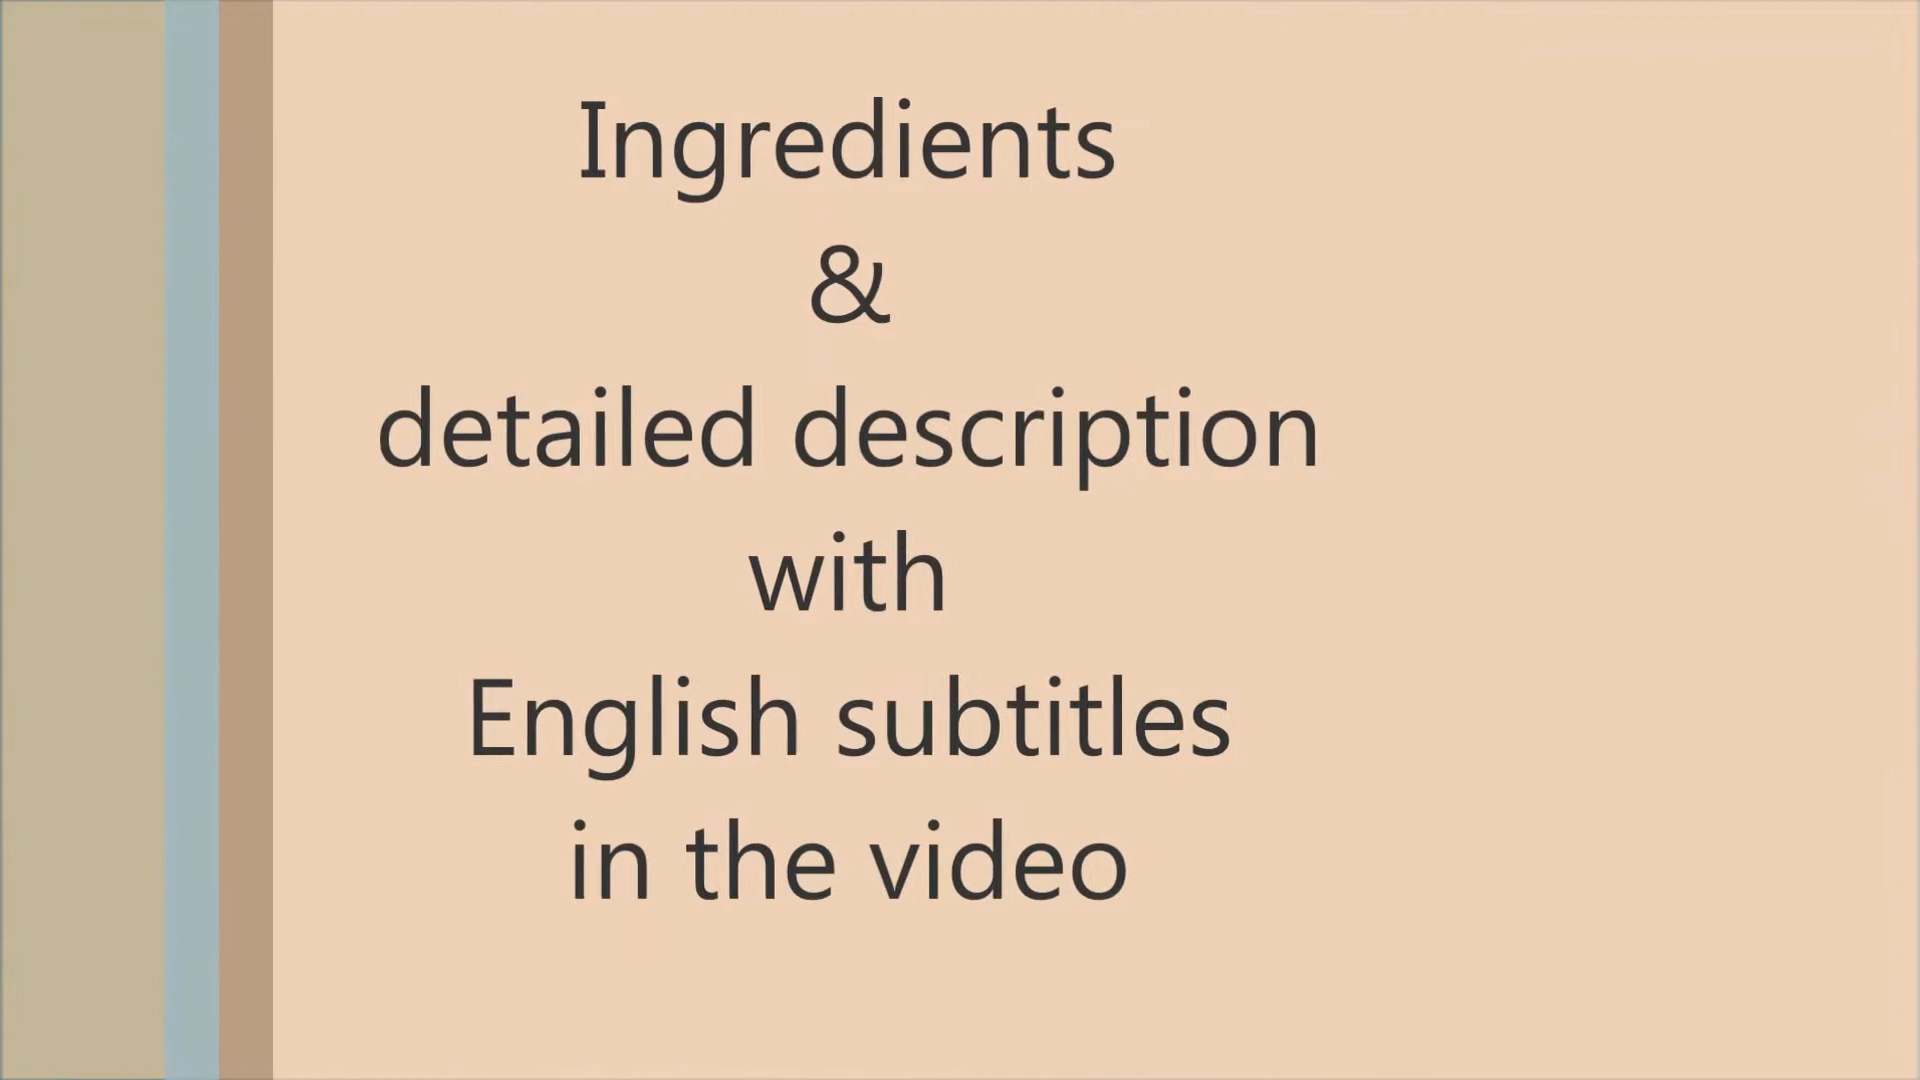 Ingredients
&
detailed description
with
English subtitles
in the video